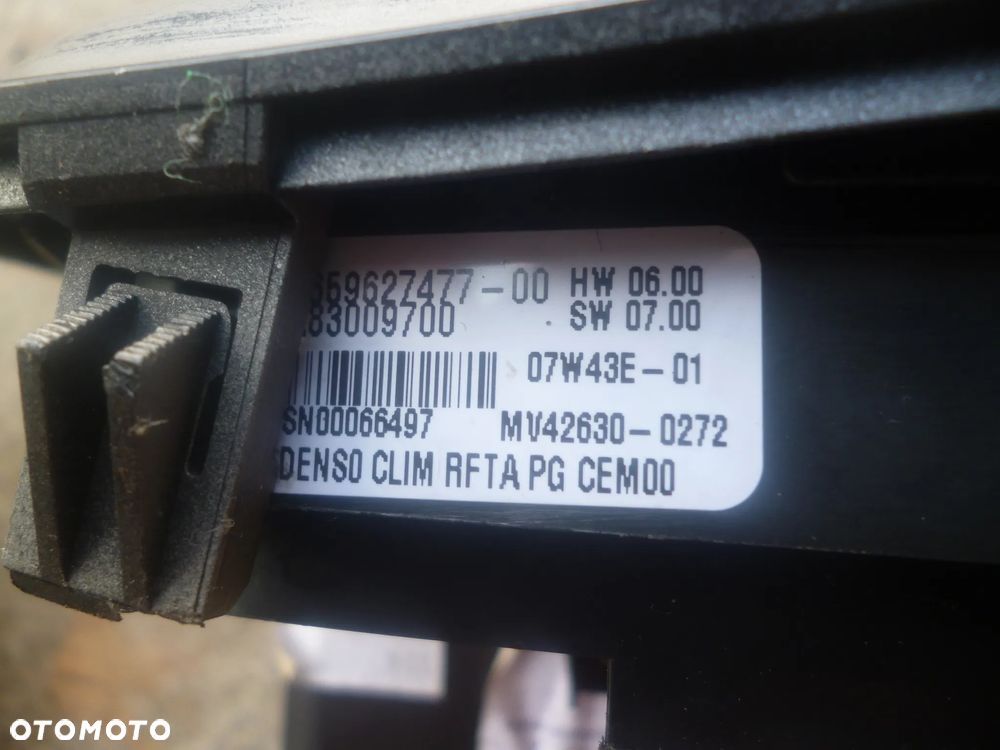 659627477-00 HW 06.00
83009700 SW 07.00
07W43E-01
SN00066497 MV42630-0272
DENSO CLIM RFTA PG CEM00
OTOMOTO